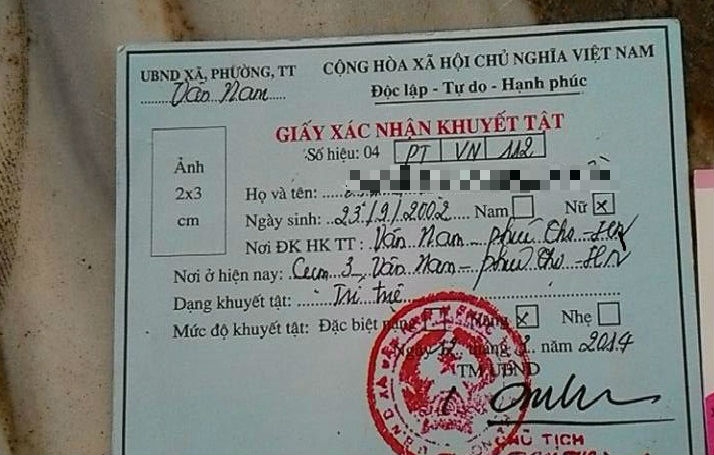 UBND XÃ, PHƯỜNG, TT
Vân Nam
CỘNG HÒA XÃ HỘI CHỦ NGHĨA VIỆT NAM
Độc lập - Tự do - Hạnh phúc
GIẤY XÁC NHẬN KHUYẾT TẬT
Số hiệu: 04 PT VN 112
Ảnh
2x3
cm
Họ và tên:
Ngày sinh: 23/9/2002 Nam Nữ x
Nơi ĐK HK TT: Vân Nam - Phúc Thọ - HN
Nơi ở hiện nay: Cụm 3 - Vân Nam - Phúc Thọ - HN
Dạng khuyết tật: Trí tuệ
Mức độ khuyết tật: Đặc biệt nặng Nặng x Nhẹ
Ngày tháng năm 2014
TM UBND
CHỦ TỊCH